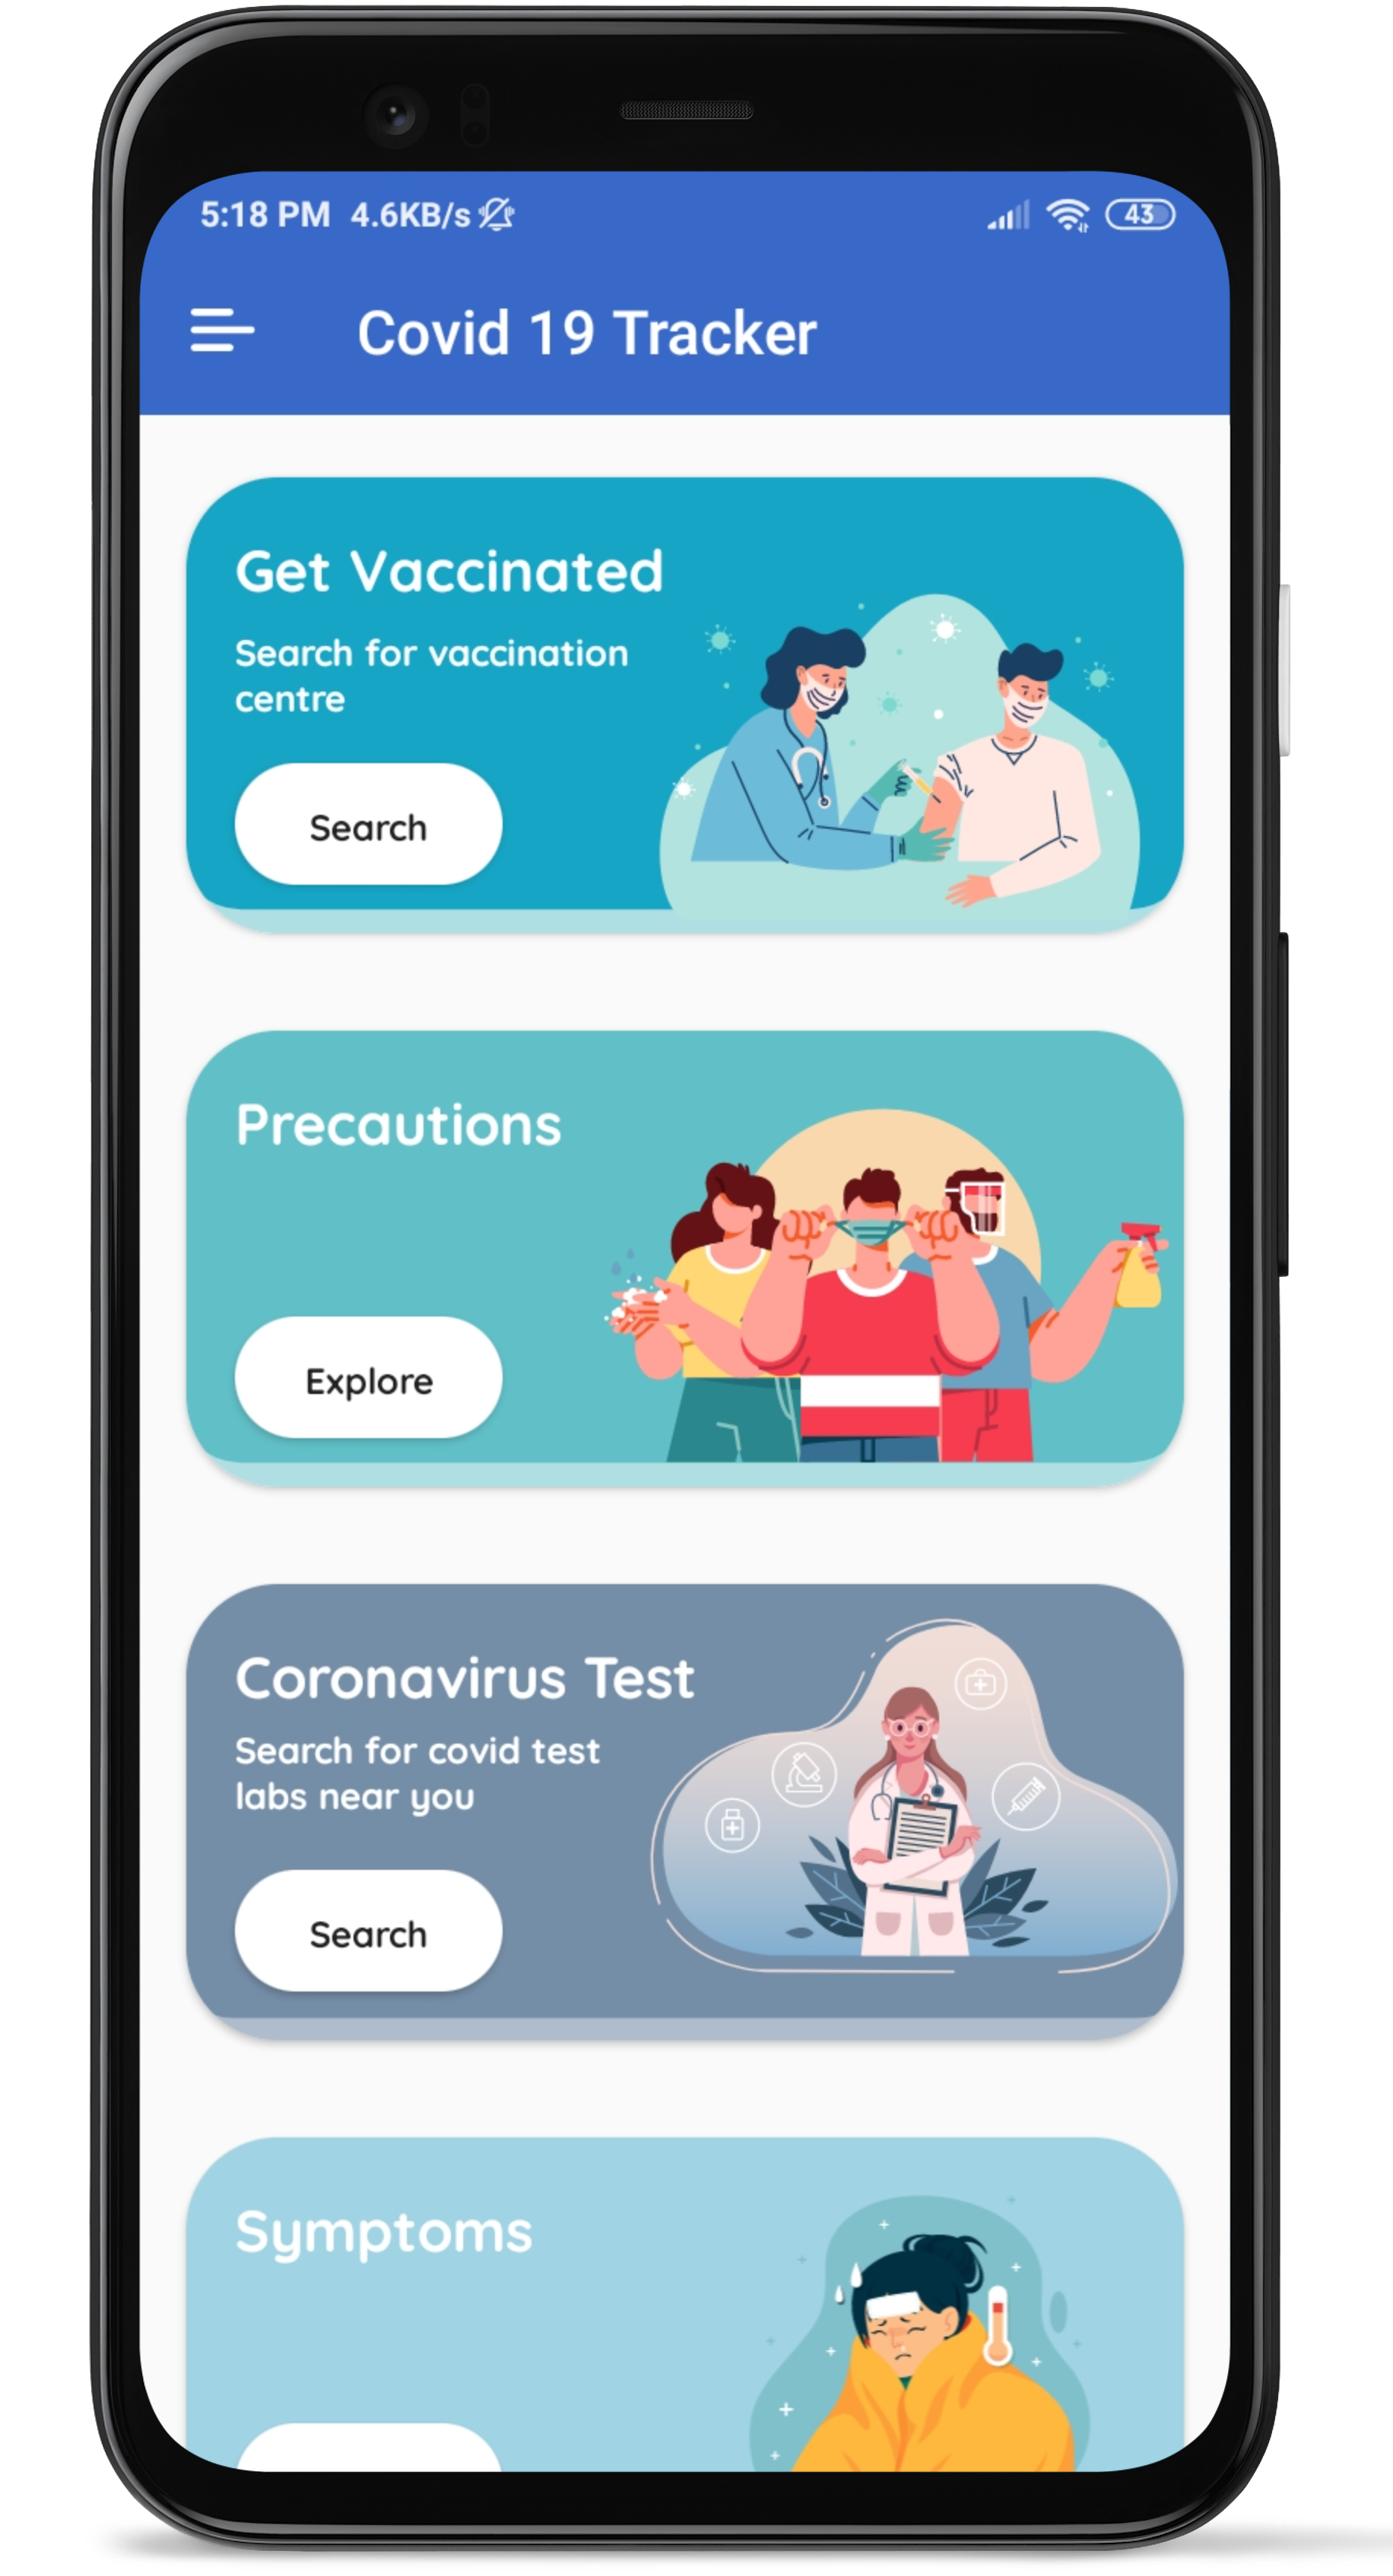 5:18 PM 4.6KB/s 43
Covid 19 Tracker
Get Vaccinated
Search for vaccination
centre
Search
Precautions
Explore
Coronavirus Test
Search for covid test
labs near you
Search
Symptoms